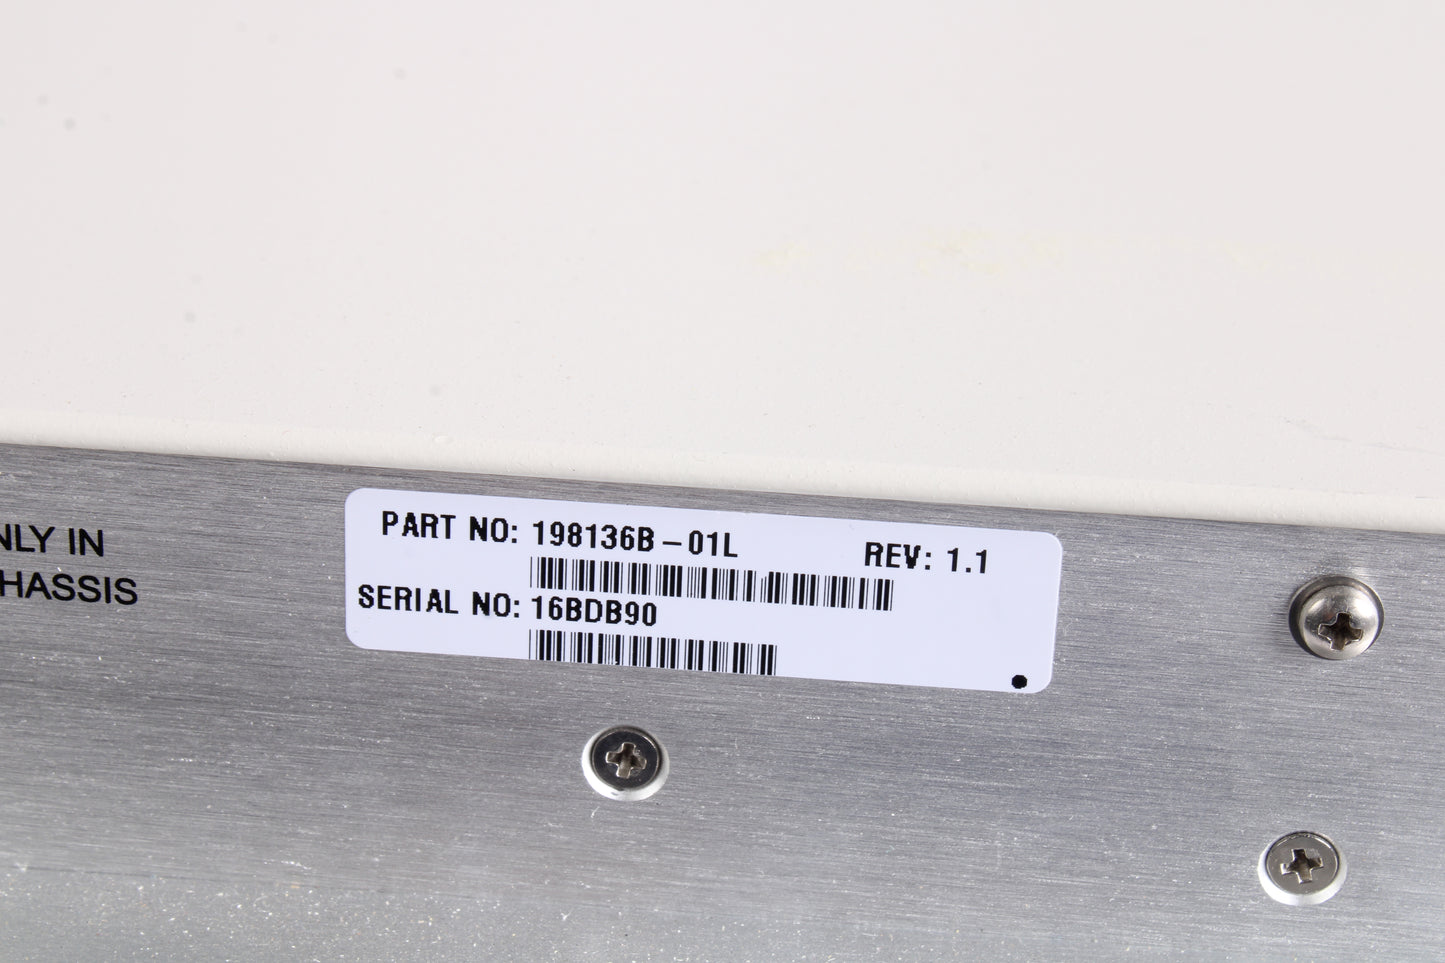 NLY IN
HASSIS
PART NO: 198136B-01L REV: 1.1
SERIAL NO: 16BDB90